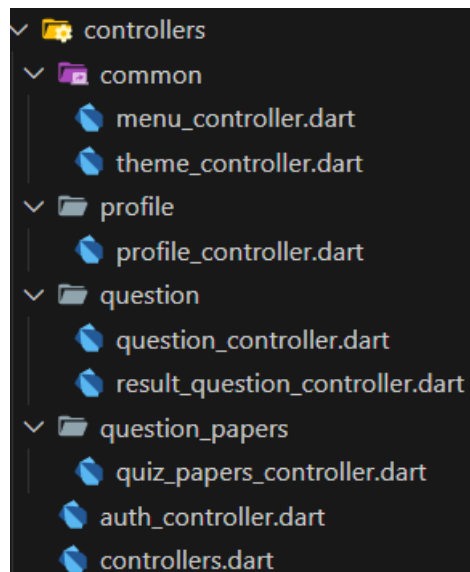 controllers
common
menu_controller.dart
theme_controller.dart
profile
profile_controller.dart
question
question_controller.dart
result_question_controller.dart
question_papers
quiz_papers_controller.dart
auth_controller.dart
controllers.dart